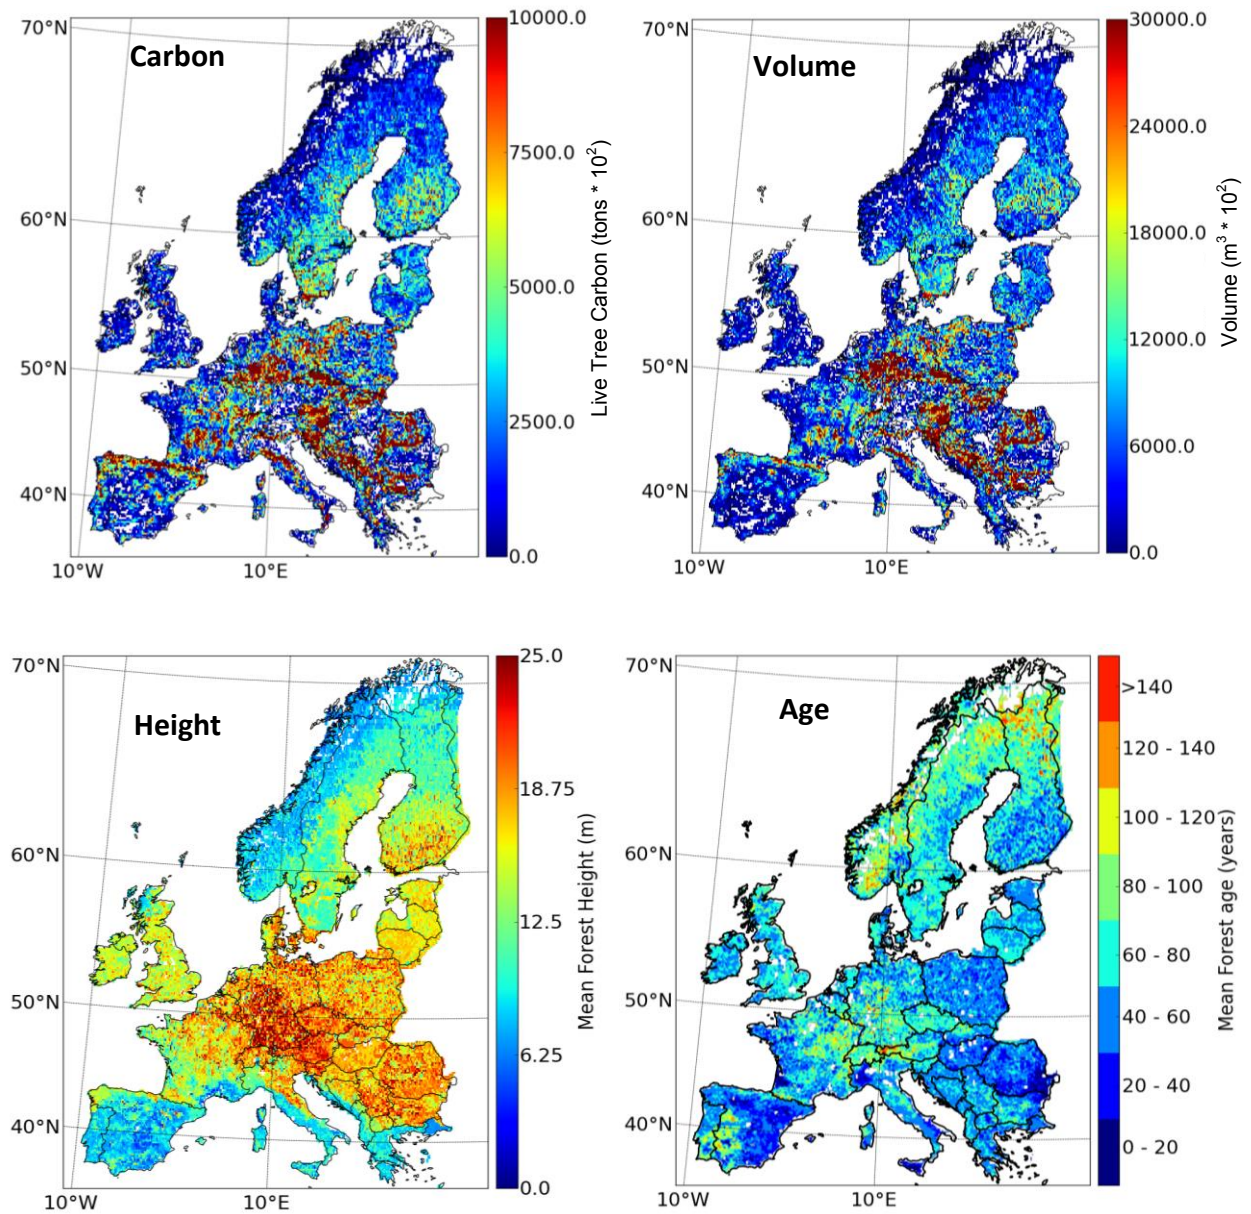 Carbon
70°N
60°N
50°N
40°N
10°W
10°E
10000.0
7500.0
5000.0
2500.0
0.0
Live Tree Carbon (tons * 10²)
Volume
70°N
60°N
50°N
40°N
10°W
10°E
30000.0
24000.0
18000.0
12000.0
6000.0
0.0
Volume (m³ * 10²)
Height
70°N
60°N
50°N
40°N
10°W
10°E
25.0
18.75
12.5
6.25
0.0
Mean Forest Height (m)
Age
70°N
60°N
50°N
40°N
10°W
10°E
>140
120 - 140
100 - 120
80 - 100
60 - 80
40 - 60
20 - 40
0 - 20
Mean Forest age (years)